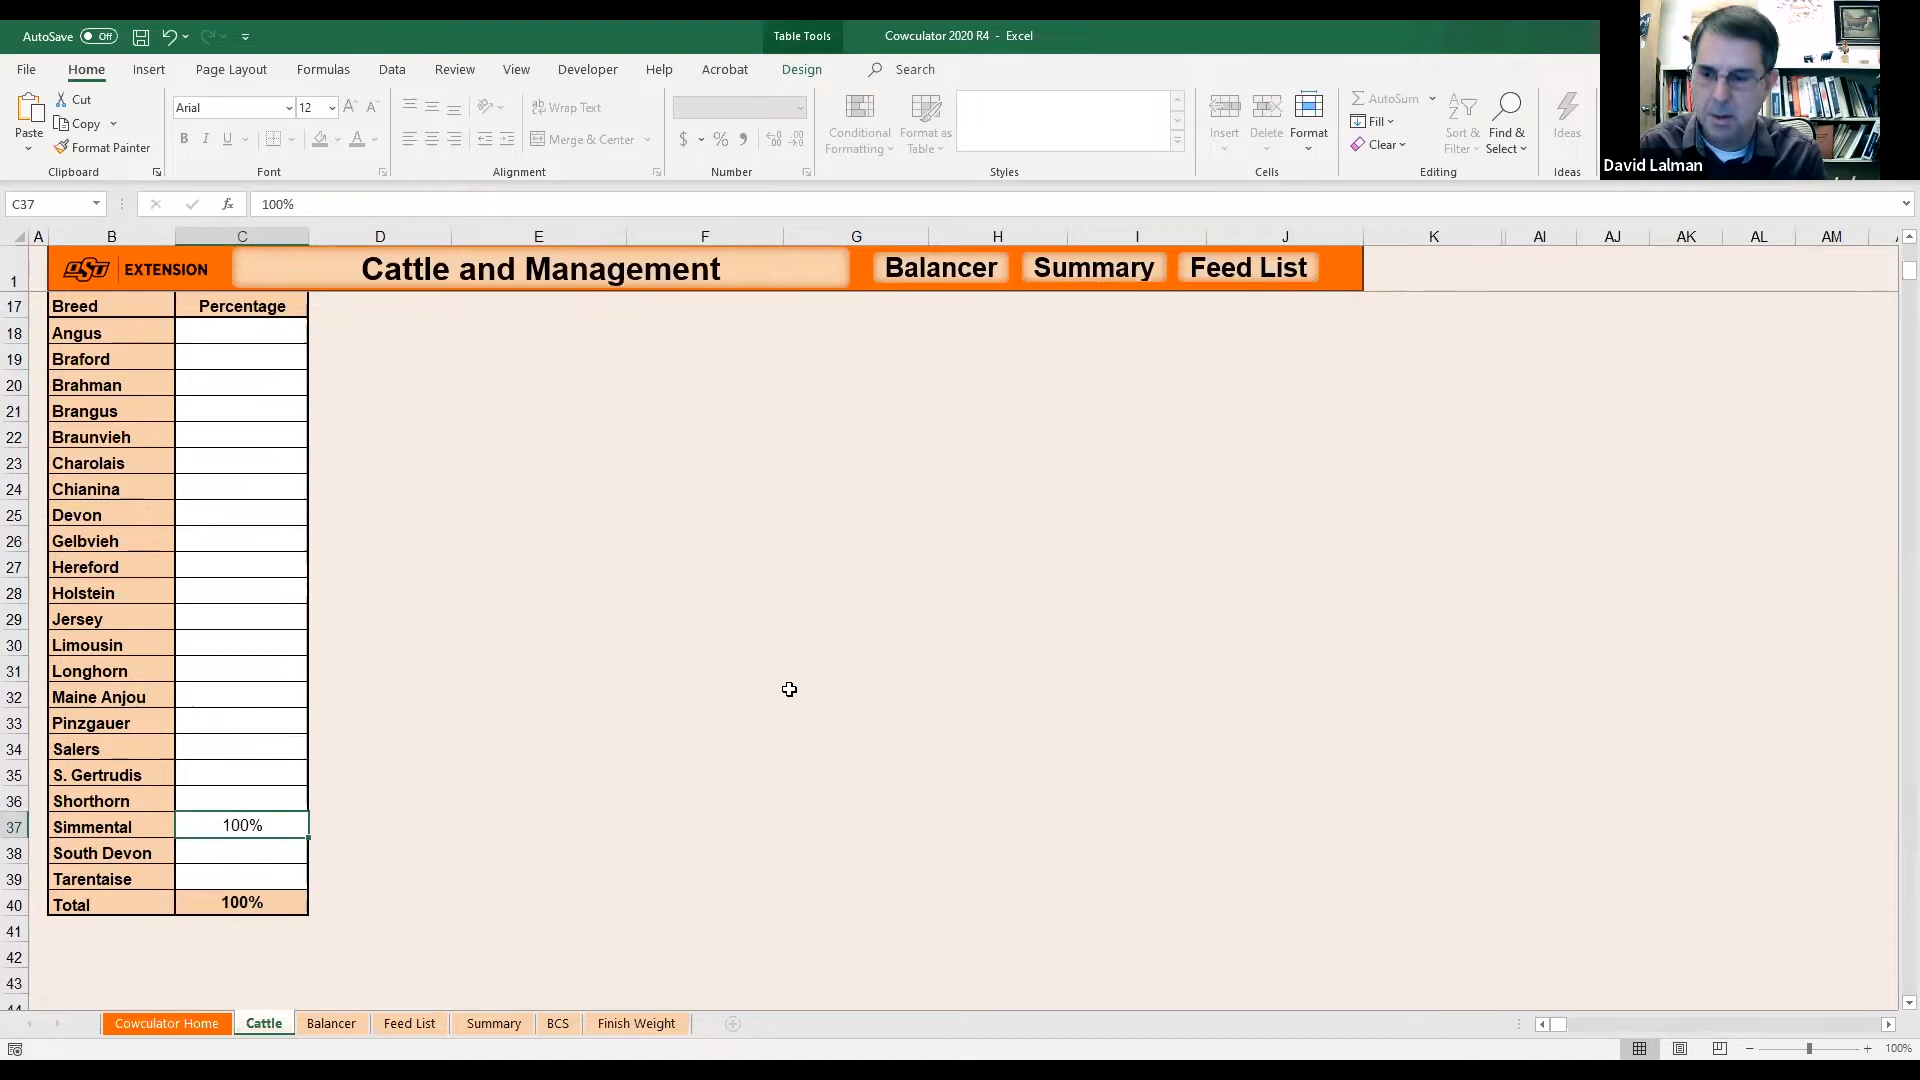 AutoSave Off
Table Tools
Cowculator 2020 R4 - Excel
File Home Insert Page Layout Formulas Data Review View Developer Help Acrobat Design Search
Paste
Cut
Copy
Format Painter
Clipboard
Arial 12
B I U
Font
Wrap Text
Merge & Center
Alignment
$ % ,
Number
Conditional Formatting
Format as Table
Styles
Insert Delete Format
Cells
AutoSum
Fill
Clear
Sort & Filter
Find & Select
Editing
Ideas
Ideas
David Lalman
C37 fx 100%
A B C D E F G H I J K AI AJ AK AL AM
1 OSU EXTENSION Cattle and Management Balancer Summary Feed List
17 Breed Percentage
18 Angus
19 Braford
20 Brahman
21 Brangus
22 Braunvieh
23 Charolais
24 Chianina
25 Devon
26 Gelbvieh
27 Hereford
28 Holstein
29 Jersey
30 Limousin
31 Longhorn
32 Maine Anjou
33 Pinzgauer
34 Salers
35 S. Gertrudis
36 Shorthorn
37 Simmental 100%
38 South Devon
39 Tarentaise
40 Total 100%
41
42
43
44
Cowculator Home Cattle Balancer Feed List Summary BCS Finish Weight
100%